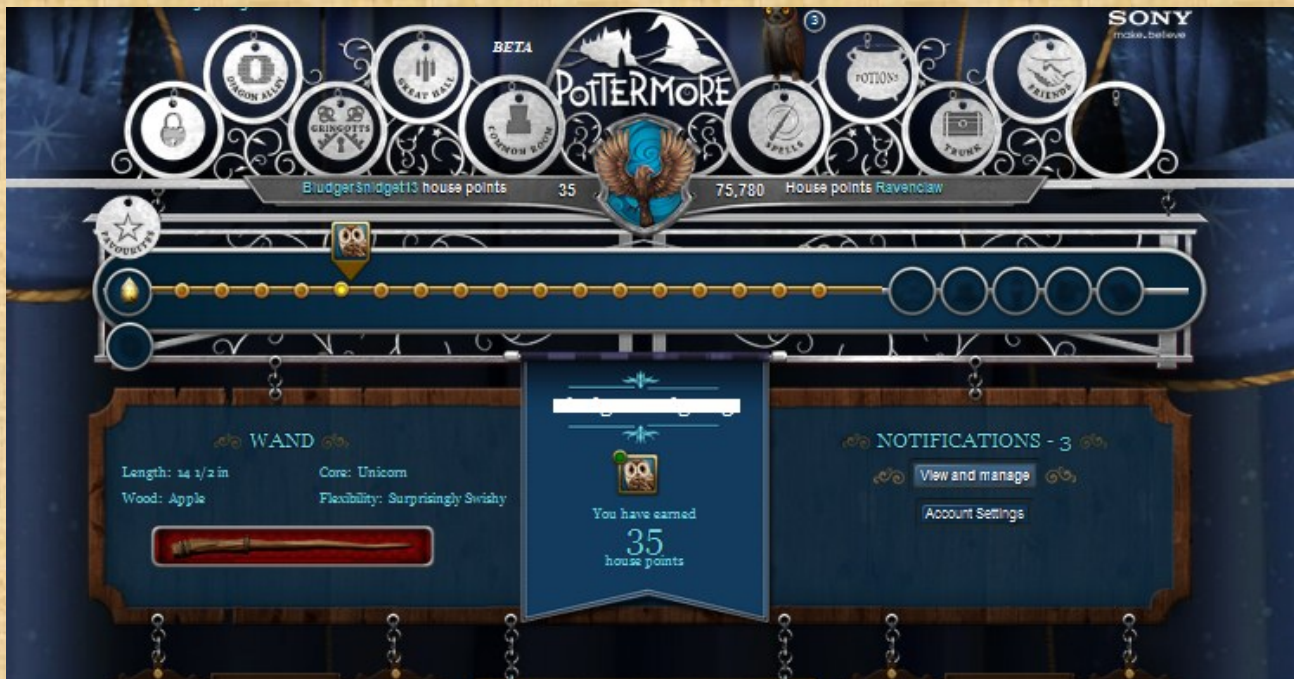 3
SONY
make.believe
BETA
POTTERMORE
DIAGON ALLEY
GREAT HALL
GRINGOTTS
COMMON ROOM
SPELLS
POTIONS
TRUNK
FRIENDS
BludgerSnidget13 house points 35
75,780 House points Ravenclaw
FAVOURITES
WAND
Length: 14 1/2 in Core: Unicorn
Wood: Apple Flexibility: Surprisingly Swishy
You have earned
35
house points
NOTIFICATIONS - 3
View and manage
Account Settings